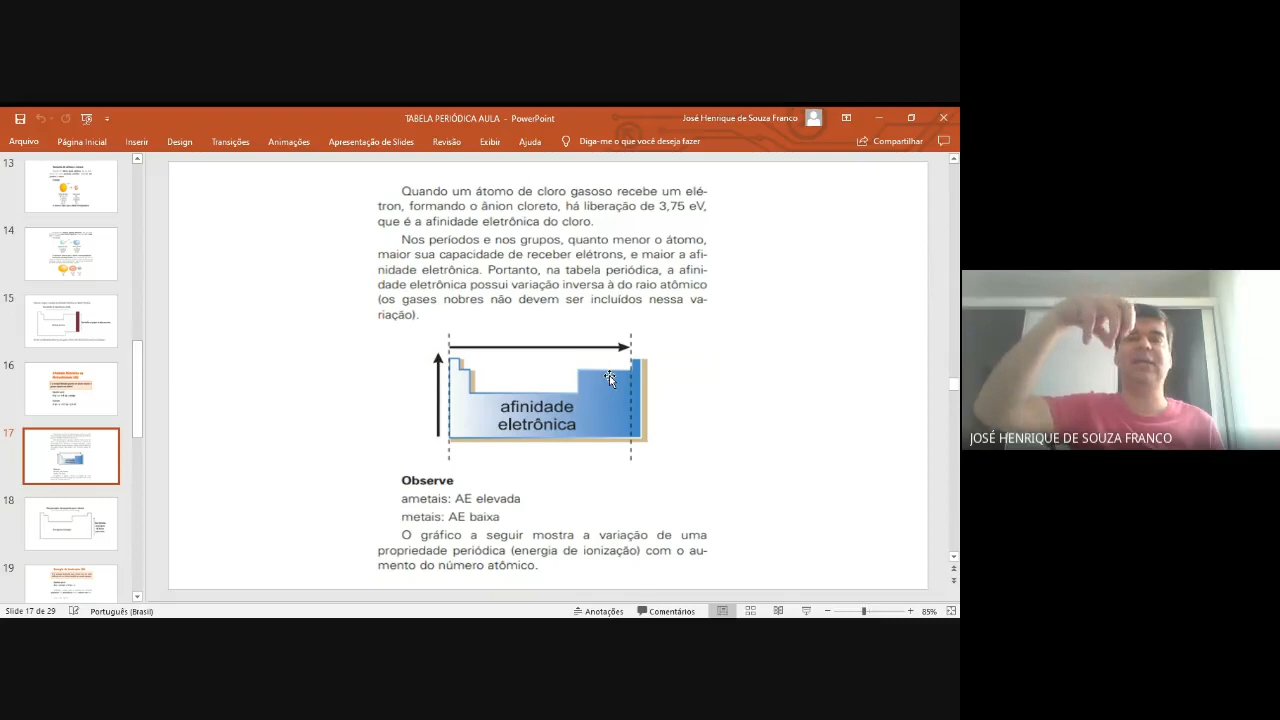 TABELA PERIÓDICA AULA - PowerPoint
José Henrique de Souza Franco
Arquivo Página Inicial Inserir Design Transições Animações Apresentação de Slides Revisão Exibir Ajuda Diga-me o que você deseja fazer Compartilhar
13
14
15
16
17
18
19
Quando um átomo de cloro gasoso recebe um elé-
tron, formando o ânion cloreto, há liberação de 3,75 eV,
que é a afinidade eletrônica do cloro.
Nos períodos e nos grupos, quanto menor o átomo,
maior sua capacidade de receber elétrons, e maior a afi-
nidade eletrônica. Portanto, na tabela periódica, a afini-
dade eletrônica possui variação inversa à do raio atômico
(os gases nobres não devem ser incluídos nessa va-
riação).
afinidade
eletrônica
Observe
ametais: AE elevada
metais: AE baixa
O gráfico a seguir mostra a variação de uma
propriedade periódica (energia de ionização) com o au-
mento do número atômico.
JOSÉ HENRIQUE DE SOUZA FRANCO
Slide 17 de 29 Português (Brasil) Anotações Comentários 85%